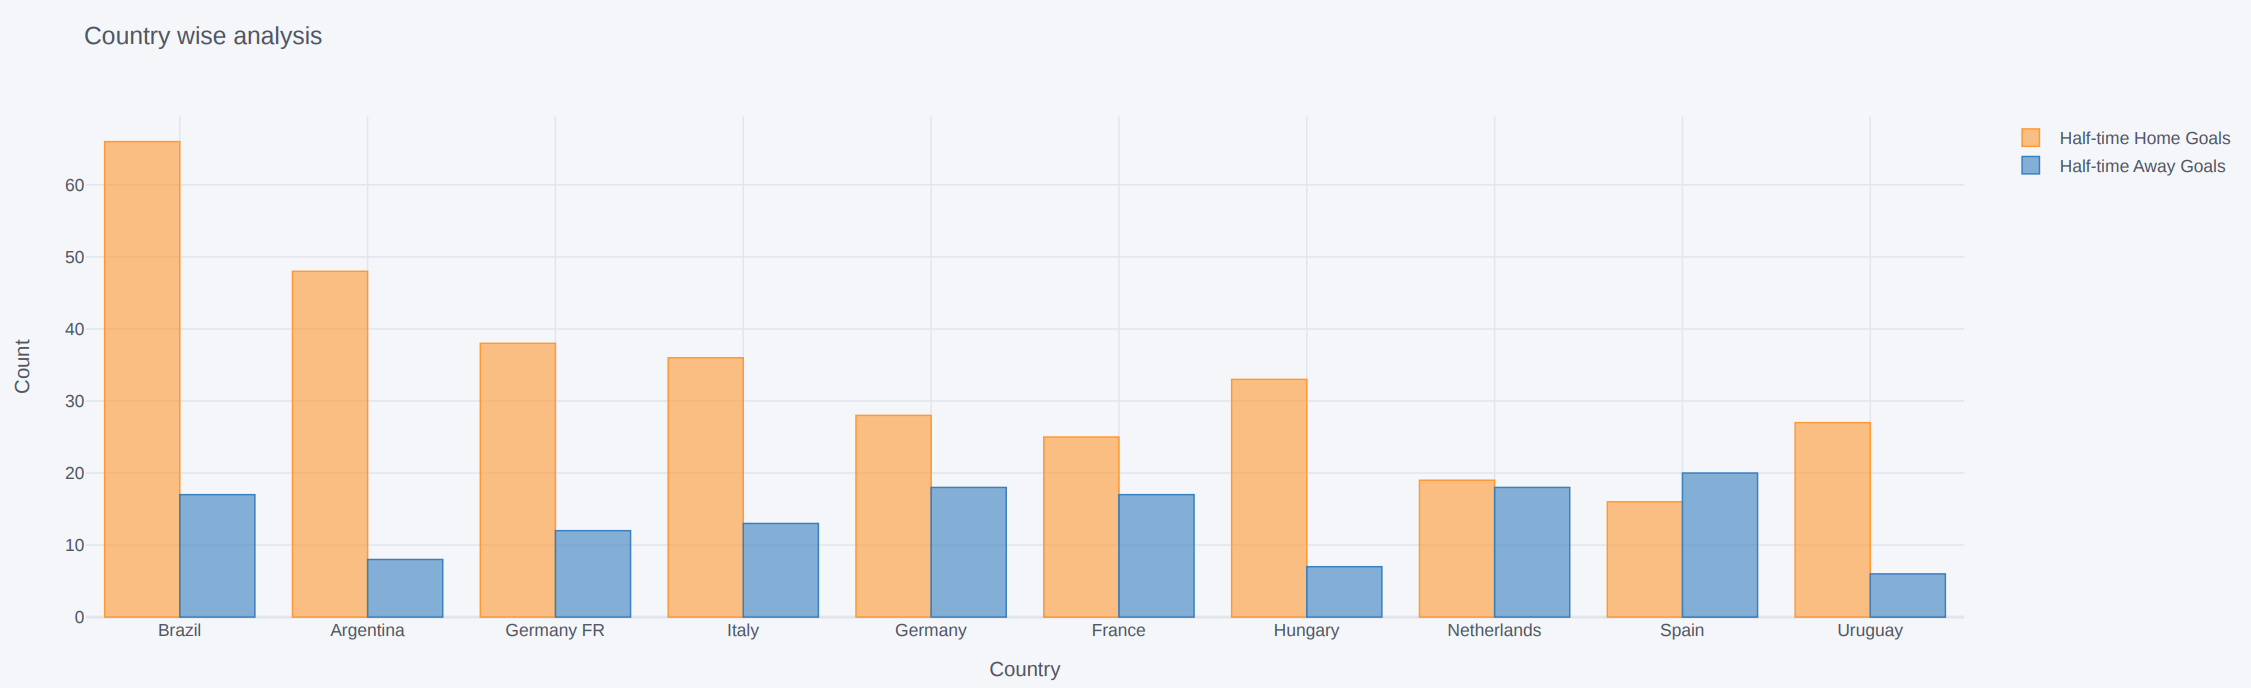 Country wise analysis
Half-time Home Goals
Half-time Away Goals
Count
60
50
40
30
20
10
0
Brazil Argentina Germany FR Italy Germany France Hungary Netherlands Spain Uruguay
Country